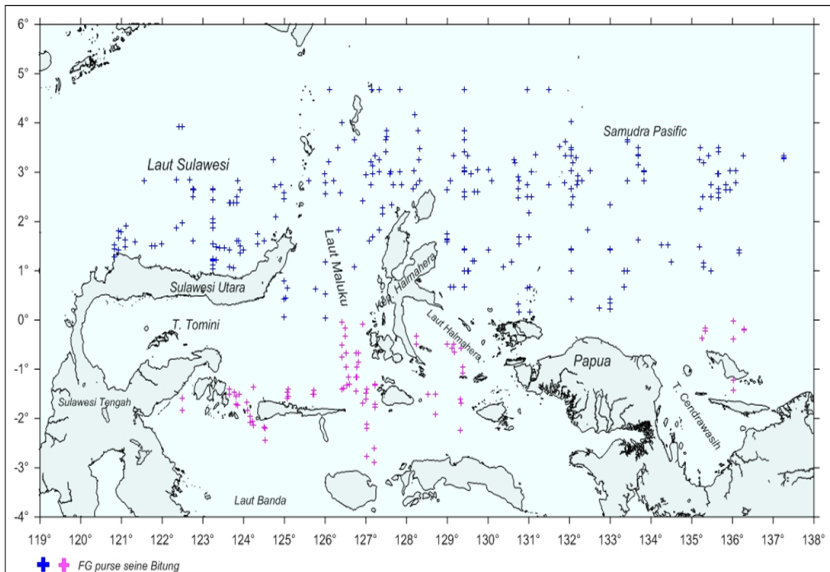 6°
5°
4°
3°
2°
1°
0°
-1°
-2°
-3°
-4°
Samudra Pasific
Laut Sulawesi
Laut Maluku
Kep. Halmahera
Sulawesi Utara
Laut Halmahera
T. Tomini
Papua
Sulawesi Tengah
T. Cendrawasih
Laut Banda
119° 120° 121° 122° 123° 124° 125° 126° 127° 128° 129° 130° 131° 132° 133° 134° 135° 136° 137° 138°
FG purse seine Bitung